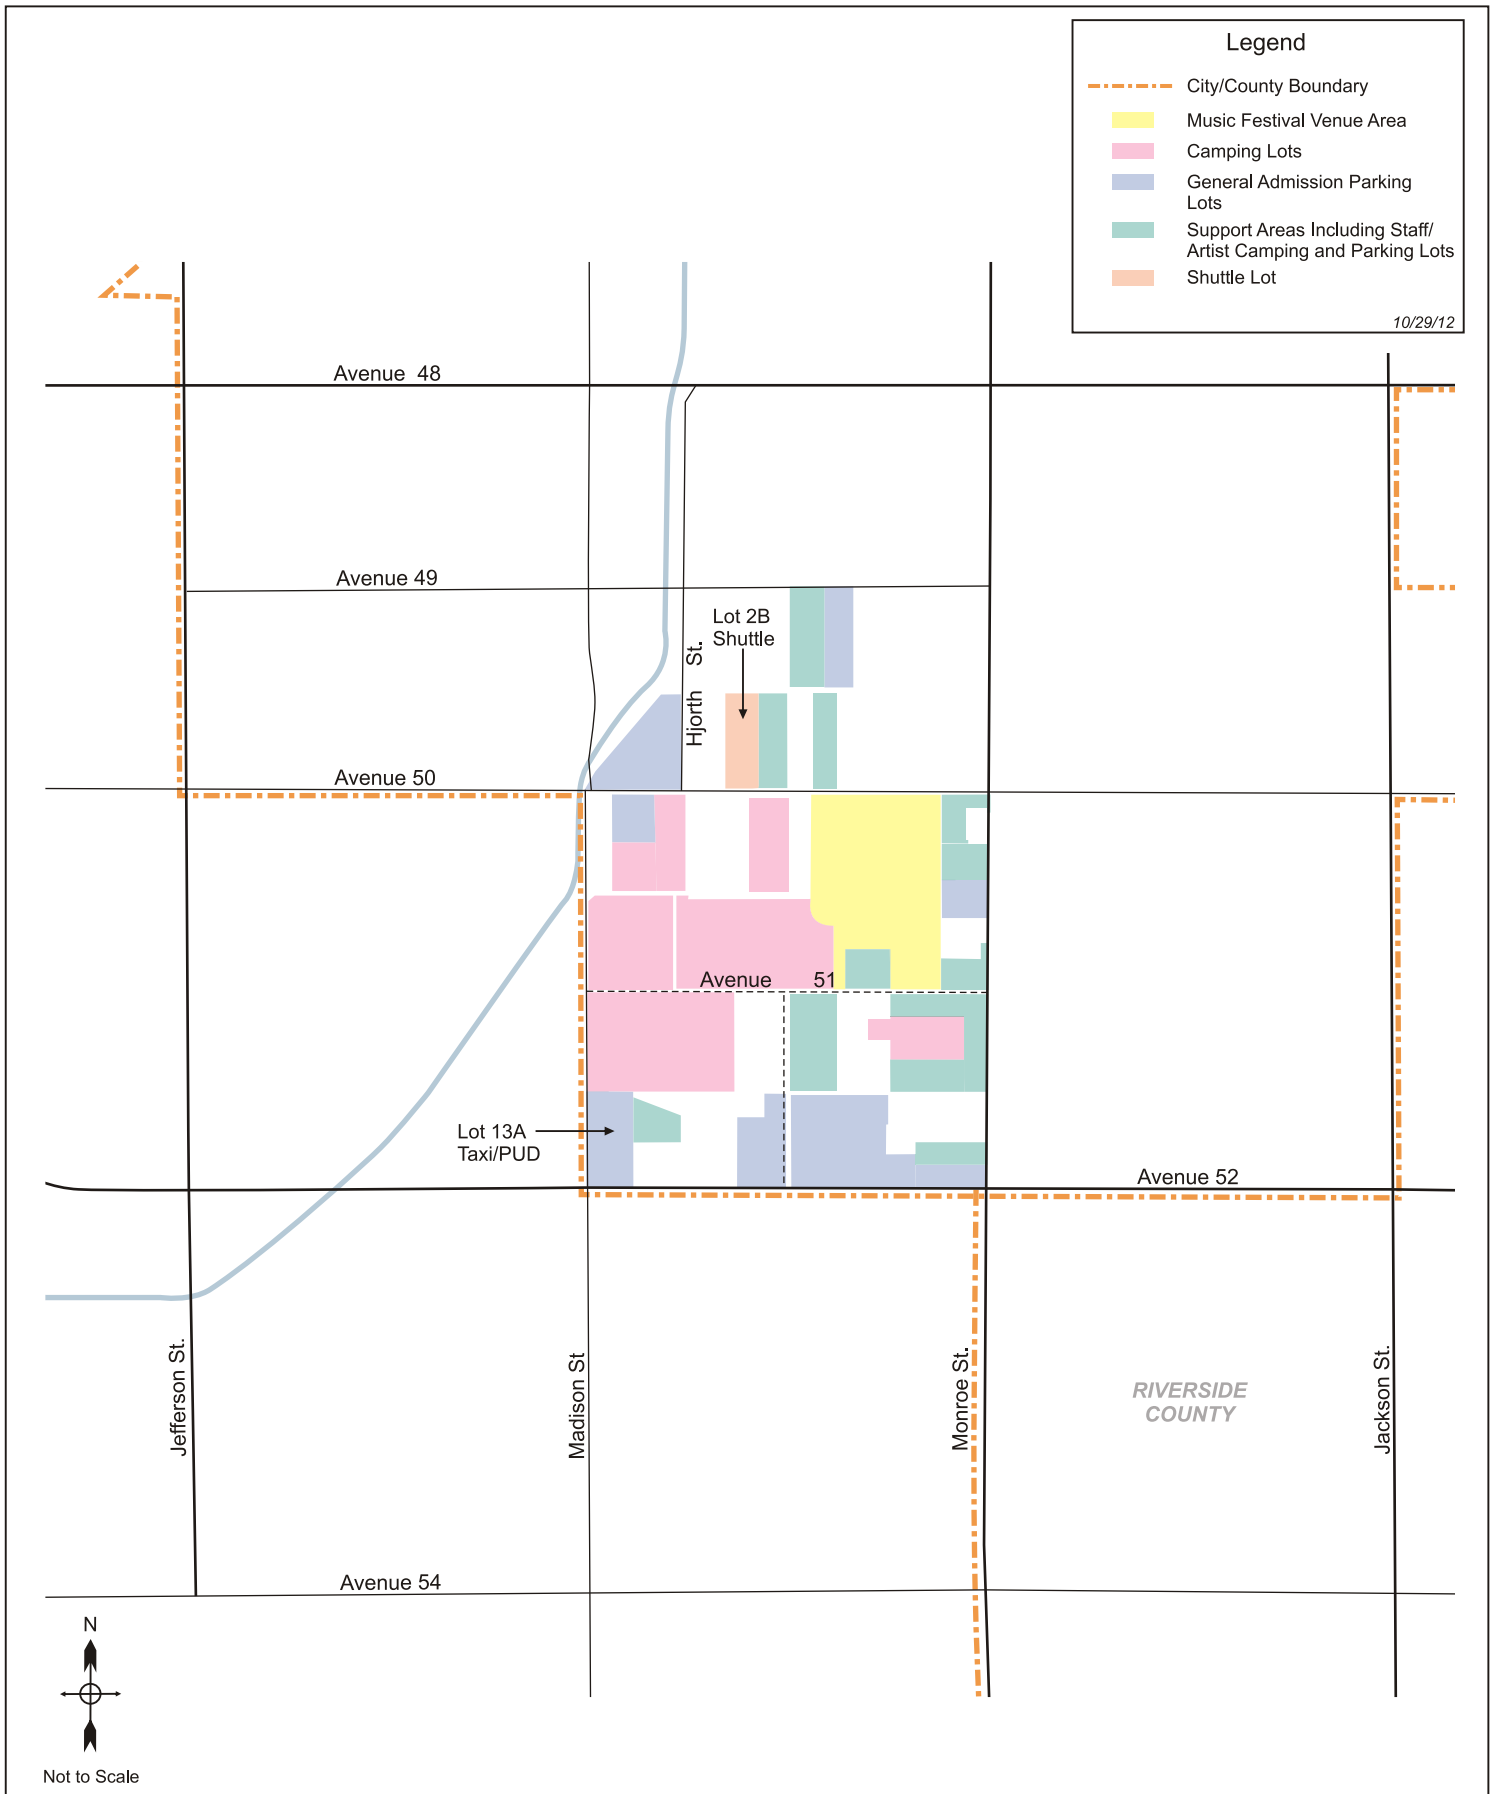 Legend
City/County Boundary
Music Festival Venue Area
Camping Lots
General Admission Parking
Lots
Support Areas Including Staff/
Artist Camping and Parking Lots
Shuttle Lot
10/29/12
Avenue 48
Avenue 49
Lot 2B
Shuttle
Hjorth St.
Avenue 50
Avenue 51
Lot 13A
Taxi/PUD
Avenue 52
Jefferson St.
Madison St
Monroe St.
Jackson St.
RIVERSIDE
COUNTY
Avenue 54
N
Not to Scale